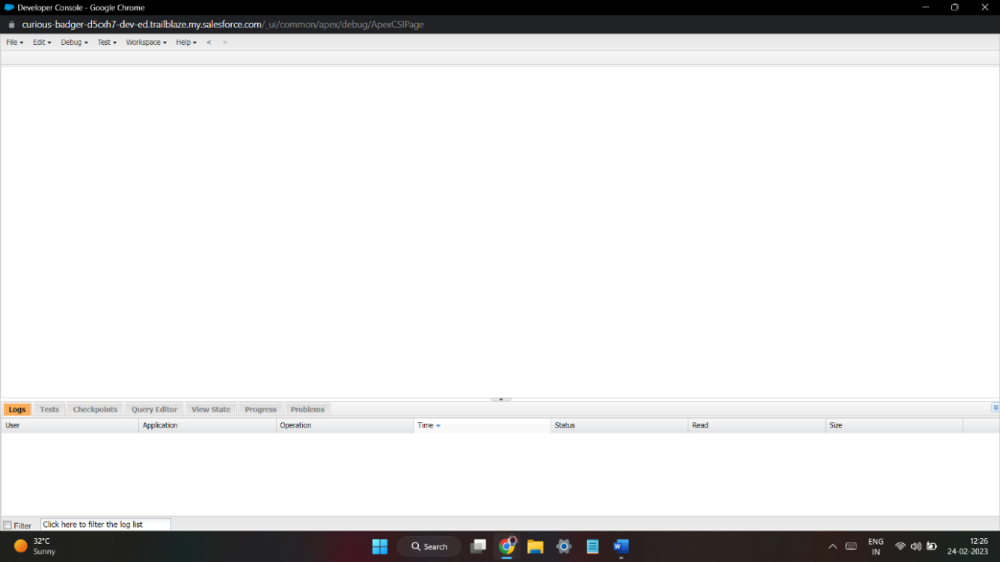 Developer Console - Google Chrome
curious-badger-d5cxh7-dev-ed.trailblaze.my.salesforce.com/_ui/common/apex/debug/ApexCSIPage
File Edit Debug Test Workspace Help < >
Logs Tests Checkpoints Query Editor View State Progress Problems
User Application Operation Time Status Read Size
Filter Click here to filter the log list
32°C
Sunny
Search
ENG
IN
12:26
24-02-2023